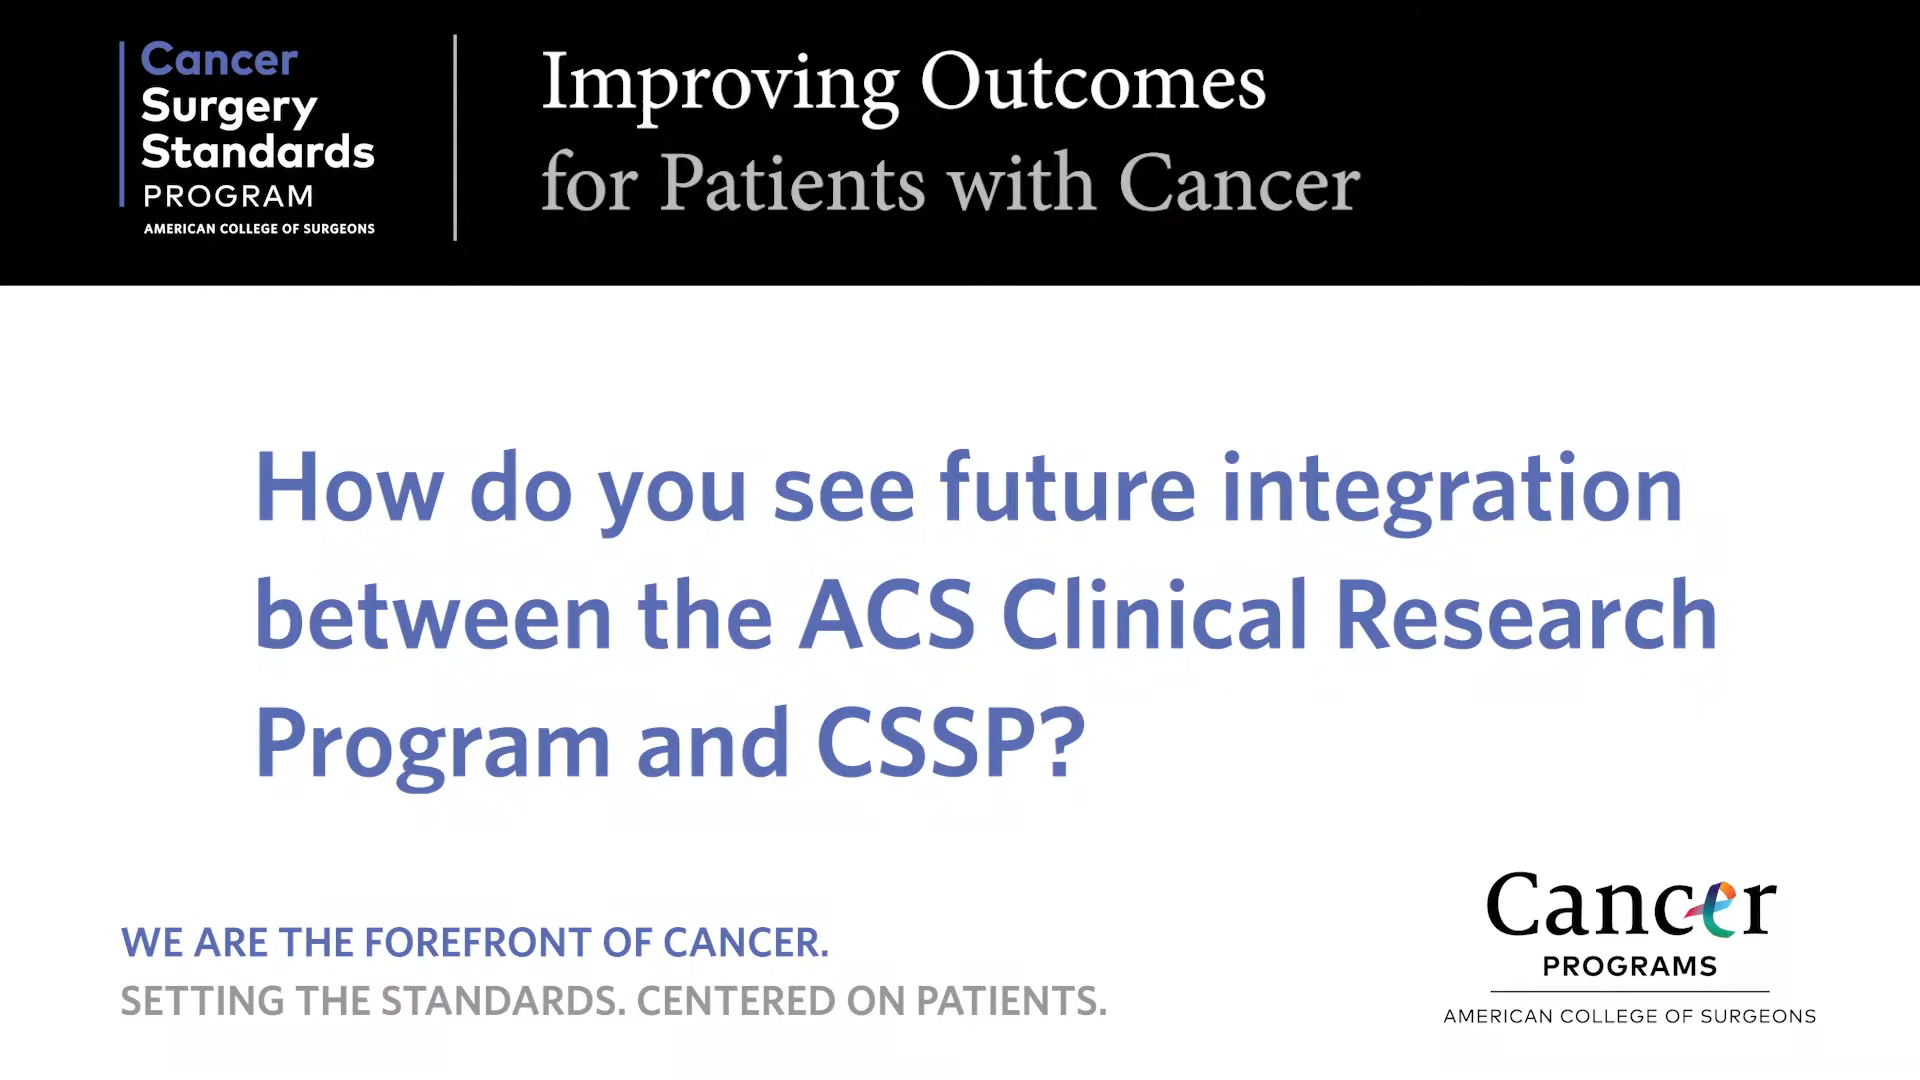 Cancer
Surgery
Standards
PROGRAM
AMERICAN COLLEGE OF SURGEONS
Improving Outcomes
for Patients with Cancer
How do you see future integration
between the ACS Clinical Research
Program and CSSP?
WE ARE THE FOREFRONT OF CANCER.
SETTING THE STANDARDS. CENTERED ON PATIENTS.
Cancer
PROGRAMS
AMERICAN COLLEGE OF SURGEONS